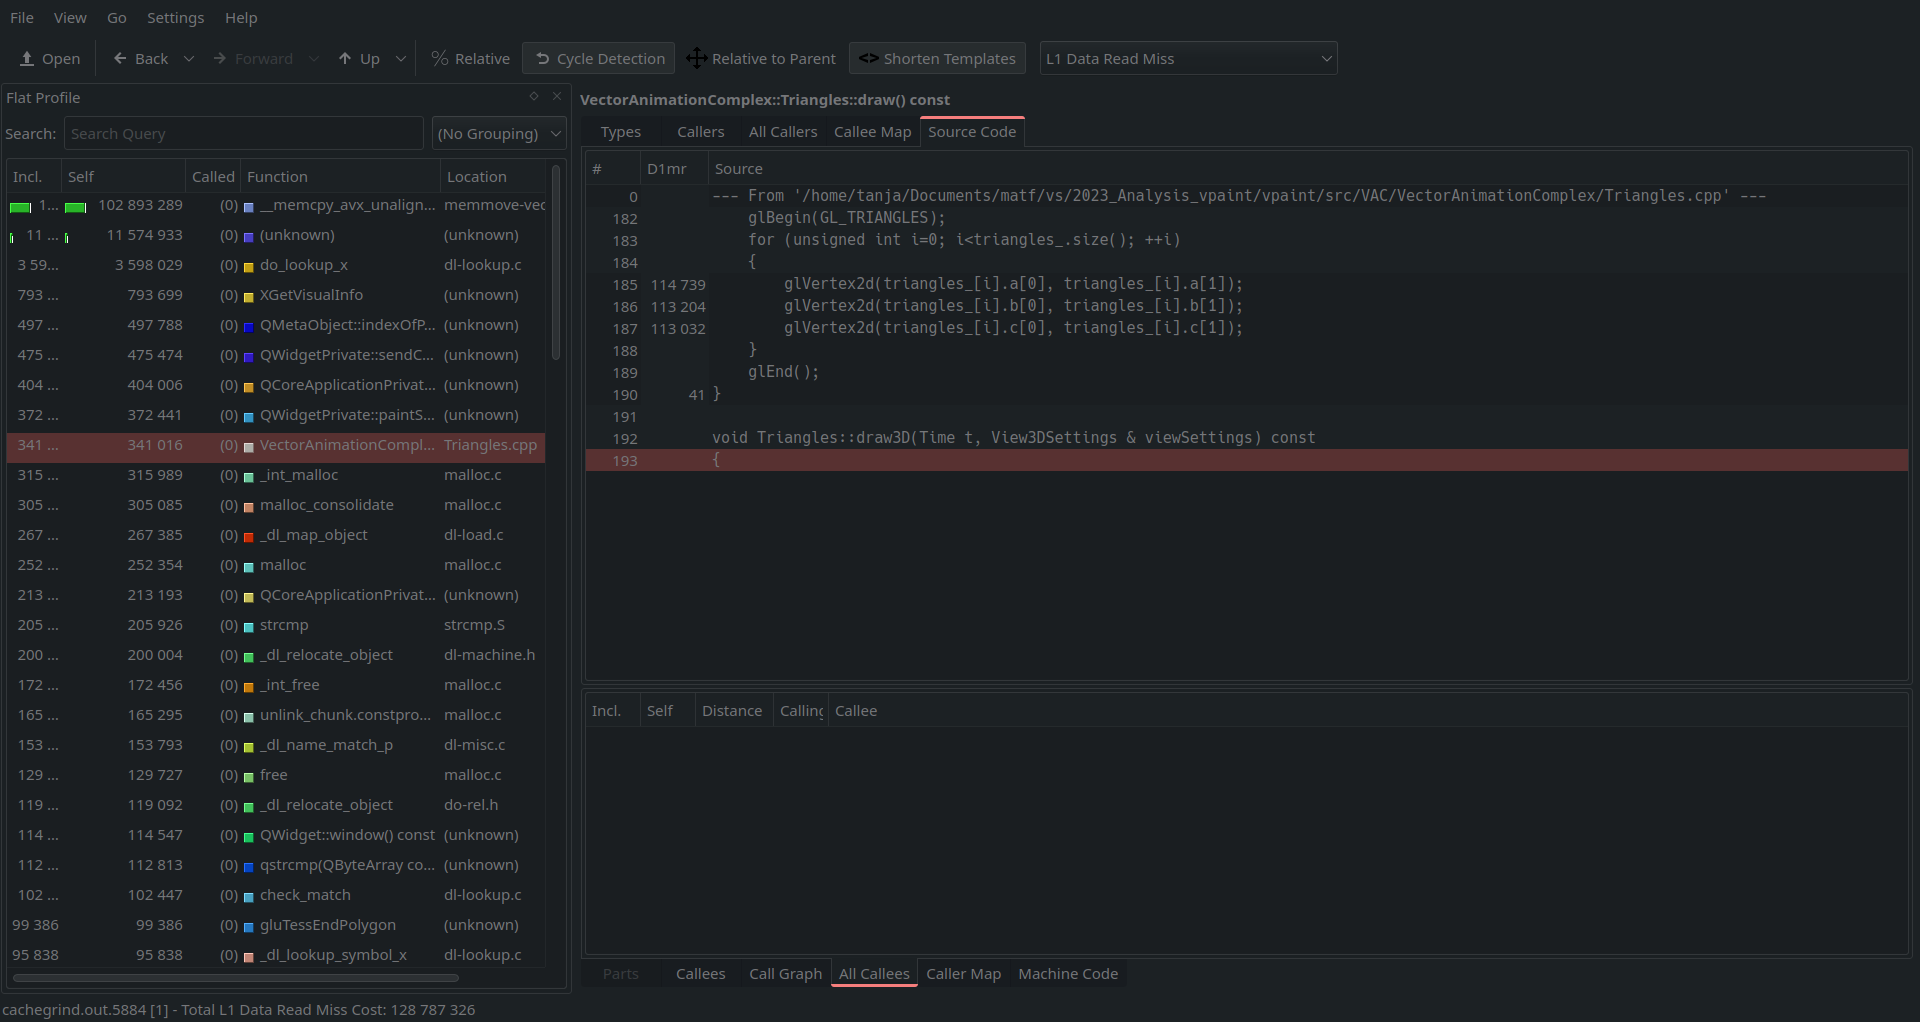 File View Go Settings Help
Open Back Forward Up Relative Cycle Detection Relative to Parent <> Shorten Templates L1 Data Read Miss
Flat Profile
Search: Search Query (No Grouping)
Incl. Self Called Function Location
1... 102 893 289 (0) __memcpy_avx_unalign... memmove-vec
11 ... 11 574 933 (0) (unknown) (unknown)
3 59... 3 598 029 (0) do_lookup_x dl-lookup.c
793 ... 793 699 (0) XGetVisualInfo (unknown)
497 ... 497 788 (0) QMetaObject::indexOfP... (unknown)
475 ... 475 474 (0) QWidgetPrivate::sendC... (unknown)
404 ... 404 006 (0) QCoreApplicationPrivat... (unknown)
372 ... 372 441 (0) QWidgetPrivate::paintS... (unknown)
341 ... 341 016 (0) VectorAnimationCompl... Triangles.cpp
315 ... 315 989 (0) _int_malloc malloc.c
305 ... 305 085 (0) malloc_consolidate malloc.c
267 ... 267 385 (0) _dl_map_object dl-load.c
252 ... 252 354 (0) malloc malloc.c
213 ... 213 193 (0) QCoreApplicationPrivat... (unknown)
205 ... 205 926 (0) strcmp strcmp.S
200 ... 200 004 (0) _dl_relocate_object dl-machine.h
172 ... 172 456 (0) _int_free malloc.c
165 ... 165 295 (0) unlink_chunk.constpro... malloc.c
153 ... 153 793 (0) _dl_name_match_p dl-misc.c
129 ... 129 727 (0) free malloc.c
119 ... 119 092 (0) _dl_relocate_object do-rel.h
114 ... 114 547 (0) QWidget::window() const (unknown)
112 ... 112 813 (0) qstrcmp(QByteArray co... (unknown)
102 ... 102 447 (0) check_match dl-lookup.c
99 386 99 386 (0) gluTessEndPolygon (unknown)
95 838 95 838 (0) _dl_lookup_symbol_x dl-lookup.c
VectorAnimationComplex::Triangles::draw() const
Types Callers All Callers Callee Map Source Code
# D1mr Source
0 --- From '/home/tanja/Documents/matf/vs/2023_Analysis_vpaint/vpaint/src/VAC/VectorAnimationComplex/Triangles.cpp' ---
182 glBegin(GL_TRIANGLES);
183 for (unsigned int i=0; i<triangles_.size(); ++i)
184 {
185 114 739 glVertex2d(triangles_[i].a[0], triangles_[i].a[1]);
186 113 204 glVertex2d(triangles_[i].b[0], triangles_[i].b[1]);
187 113 032 glVertex2d(triangles_[i].c[0], triangles_[i].c[1]);
188 }
189 glEnd();
190 41 }
191
192 void Triangles::draw3D(Time t, View3DSettings & viewSettings) const
193 {
Incl. Self Distance Calling Callee
Parts Callees Call Graph All Callees Caller Map Machine Code
cachegrind.out.5884 [1] - Total L1 Data Read Miss Cost: 128 787 326